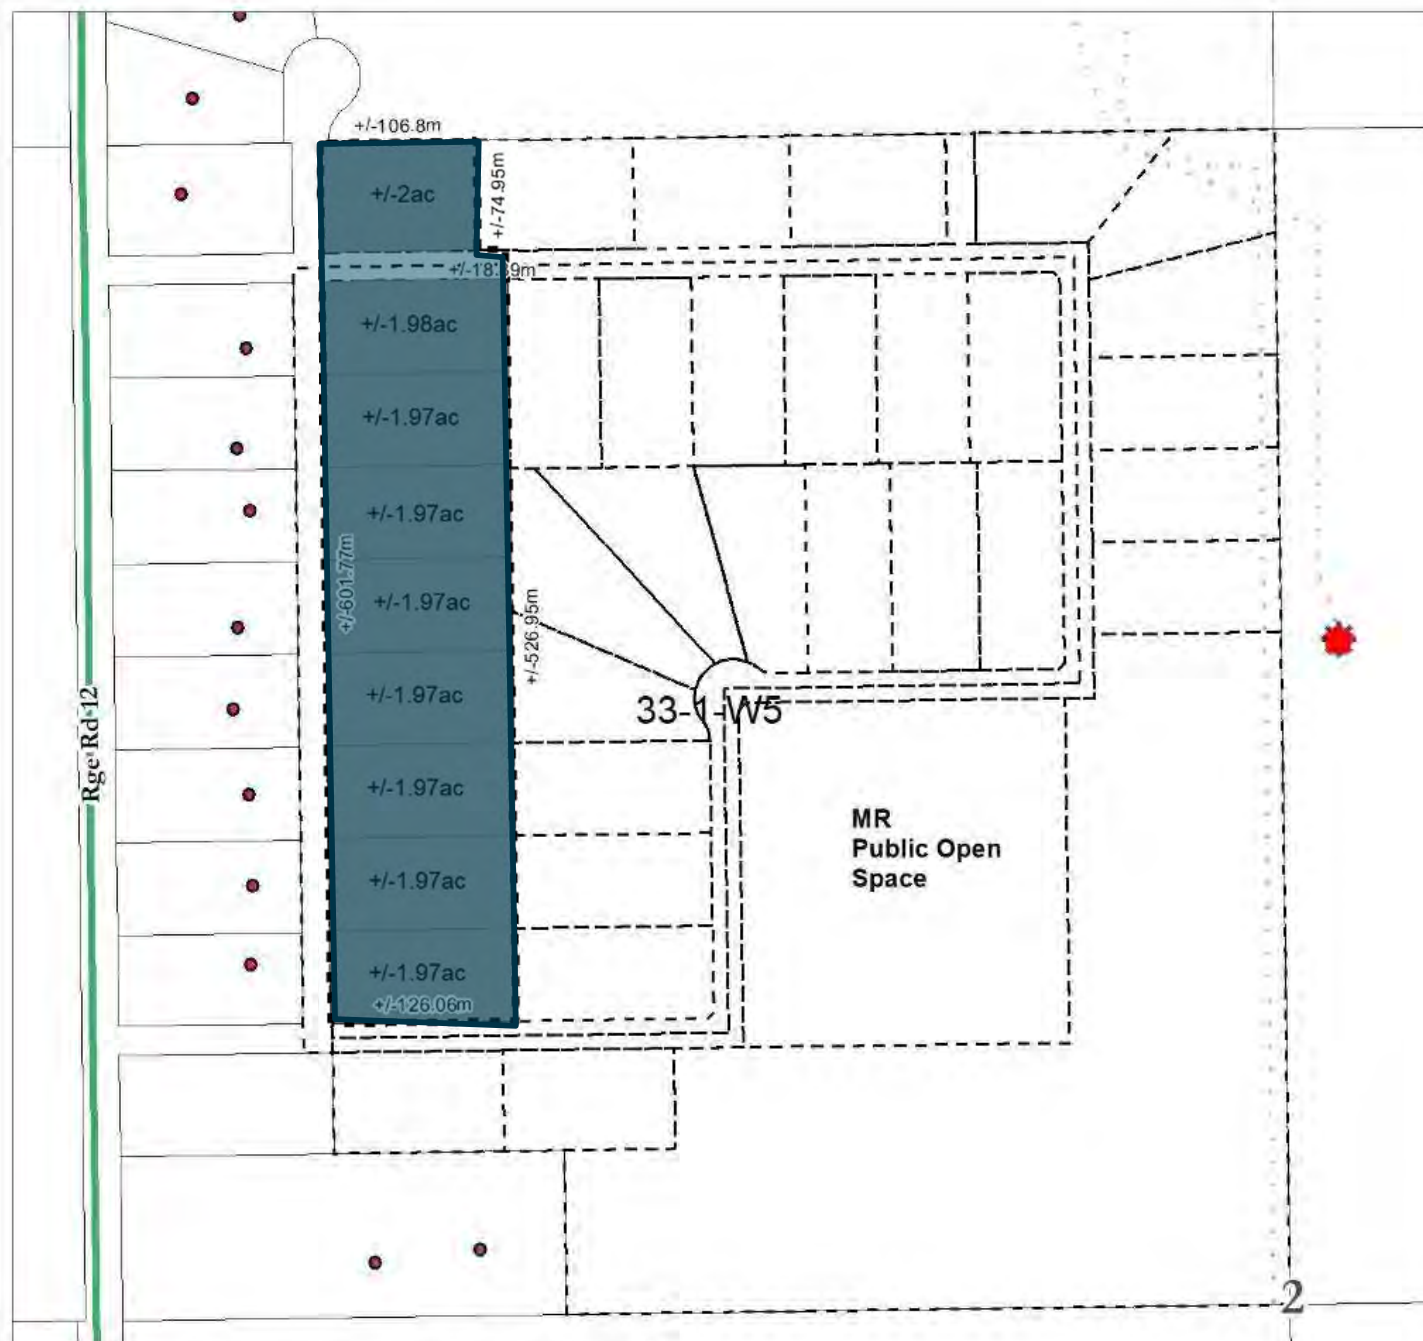 +/-106.8m
+/-2ac
+/-74.95m
+/-18.39m
+/-1.98ac
+/-1.97ac
+/-1.97ac
+/-601.77m
+/-1.97ac
+/-526.95m
+/-1.97ac
33-1-W5
Rge Rd 12
+/-1.97ac
MR
Public Open
Space
+/-1.97ac
+/-1.97ac
+/-126.06m
2